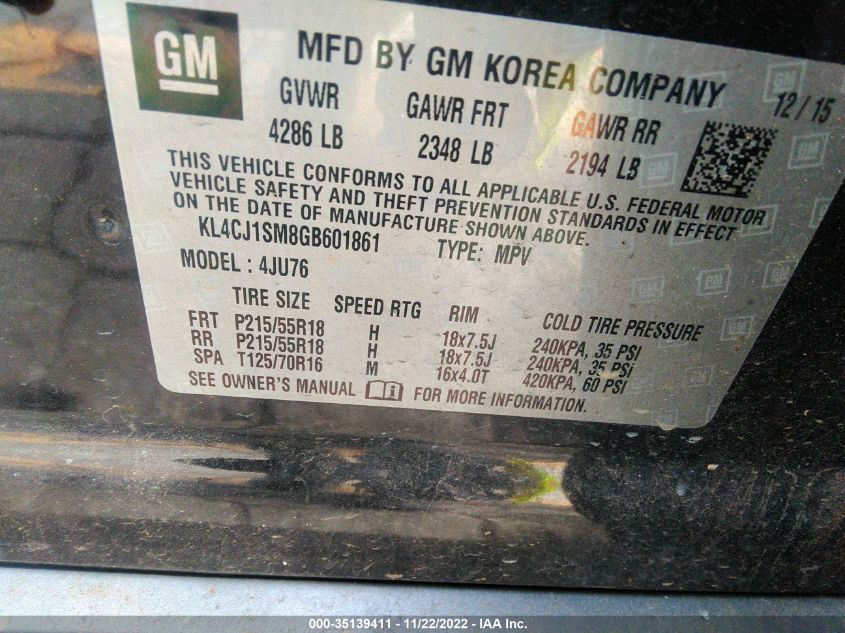 GM
MFD BY GM KOREA COMPANY
12/15
GVWR GAWR FRT GAWR RR
4286 LB 2348 LB 2194 LB
THIS VEHICLE CONFORMS TO ALL APPLICABLE U.S. FEDERAL MOTOR
VEHICLE SAFETY AND THEFT PREVENTION STANDARDS IN EFFECT
ON THE DATE OF MANUFACTURE SHOWN ABOVE.
KL4CJ1SM8GB601861 TYPE: MPV
MODEL : 4JU76
TIRE SIZE SPEED RTG RIM COLD TIRE PRESSURE
FRT P215/55R18 H 18x7.5J 240KPA, 35 PSI
RR P215/55R18 H 18x7.5J 240KPA, 35 PSI
SPA T125/70R16 M 16x4.0T 420KPA, 60 PSI
SEE OWNER'S MANUAL FOR MORE INFORMATION.
000-35139411 - 11/22/2022 - IAA Inc.